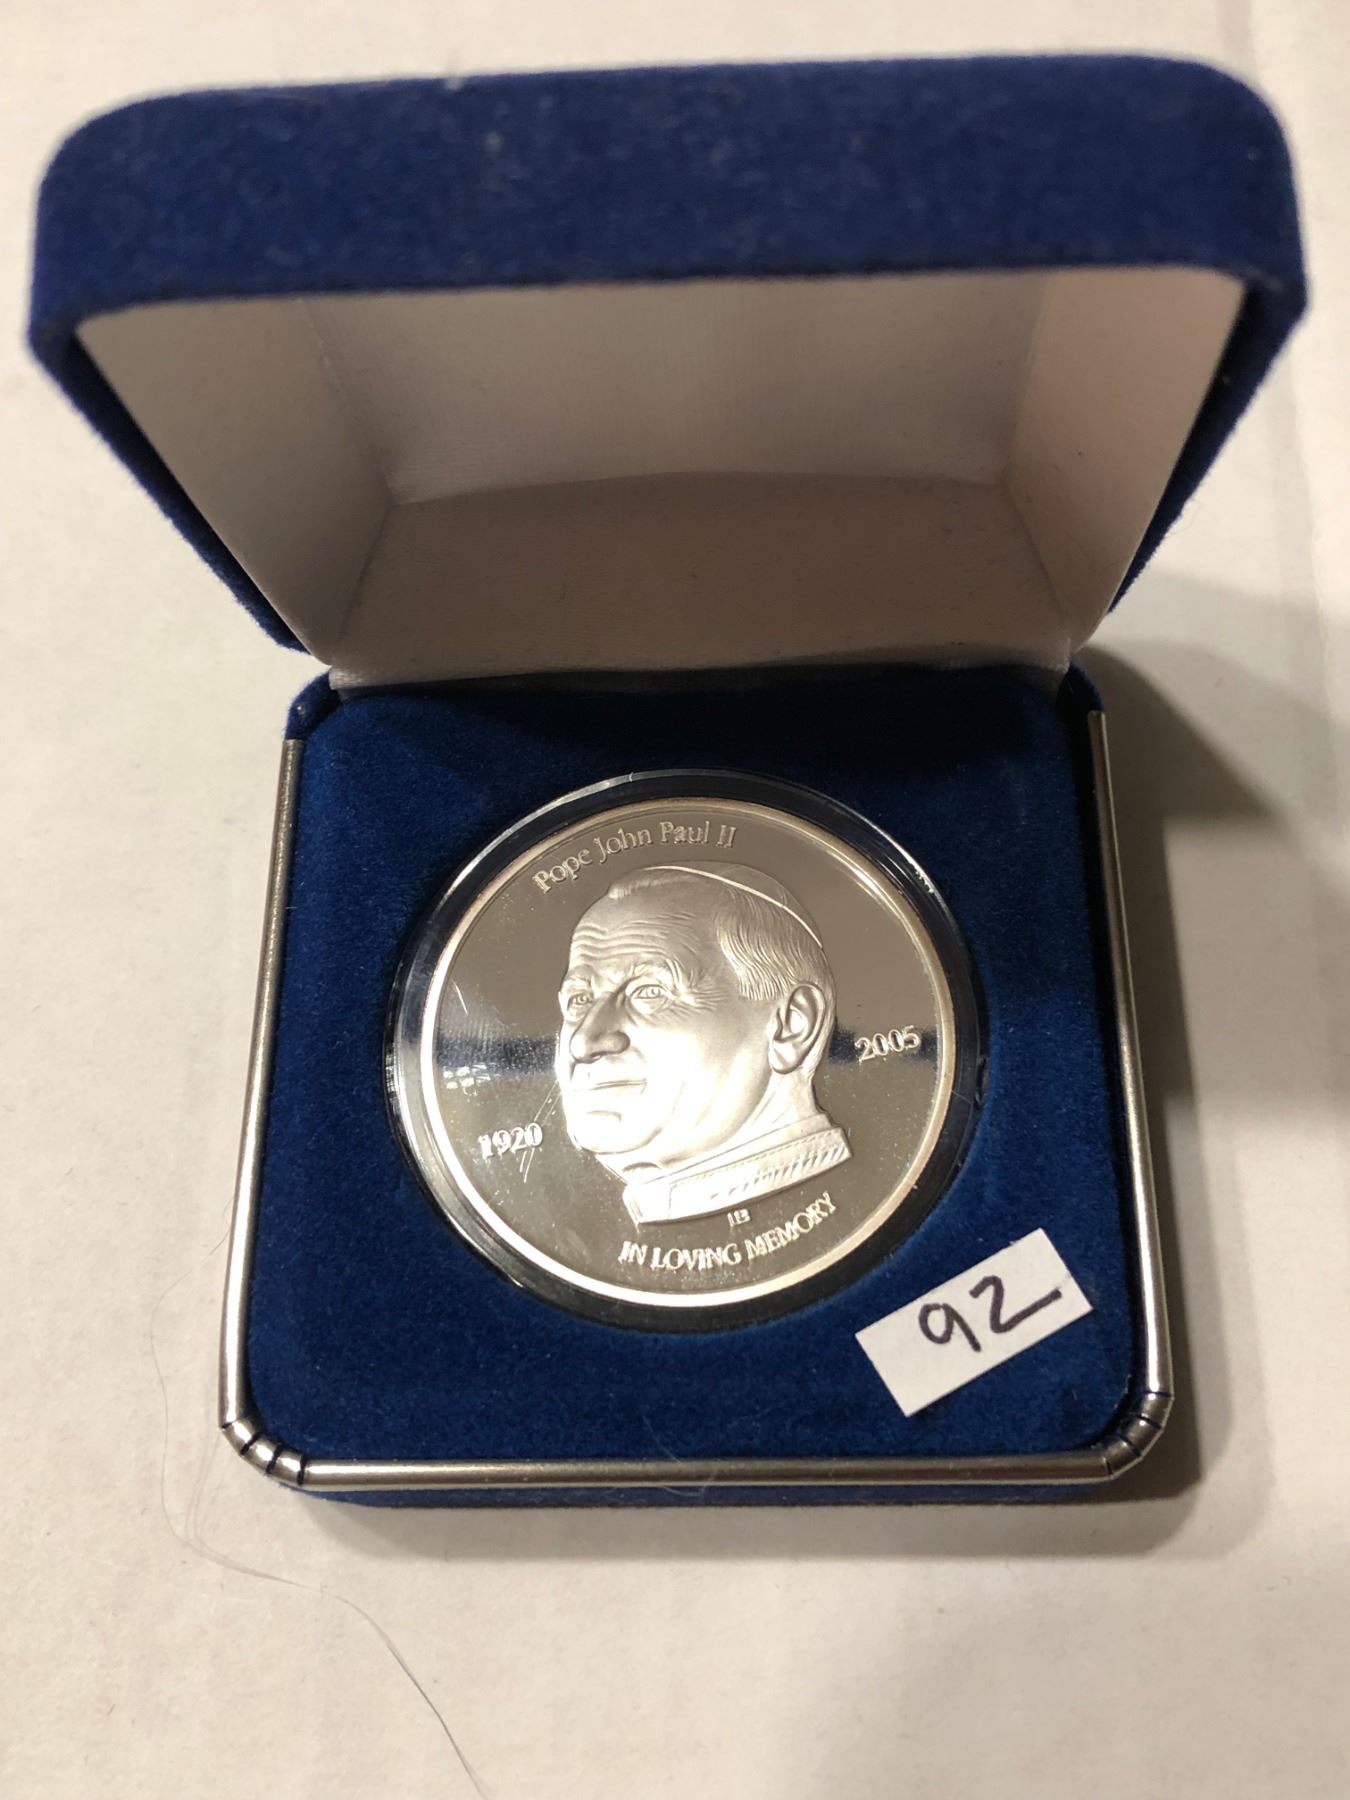 Pope John Paul II
1920
2005
IN LOVING MEMORY
92